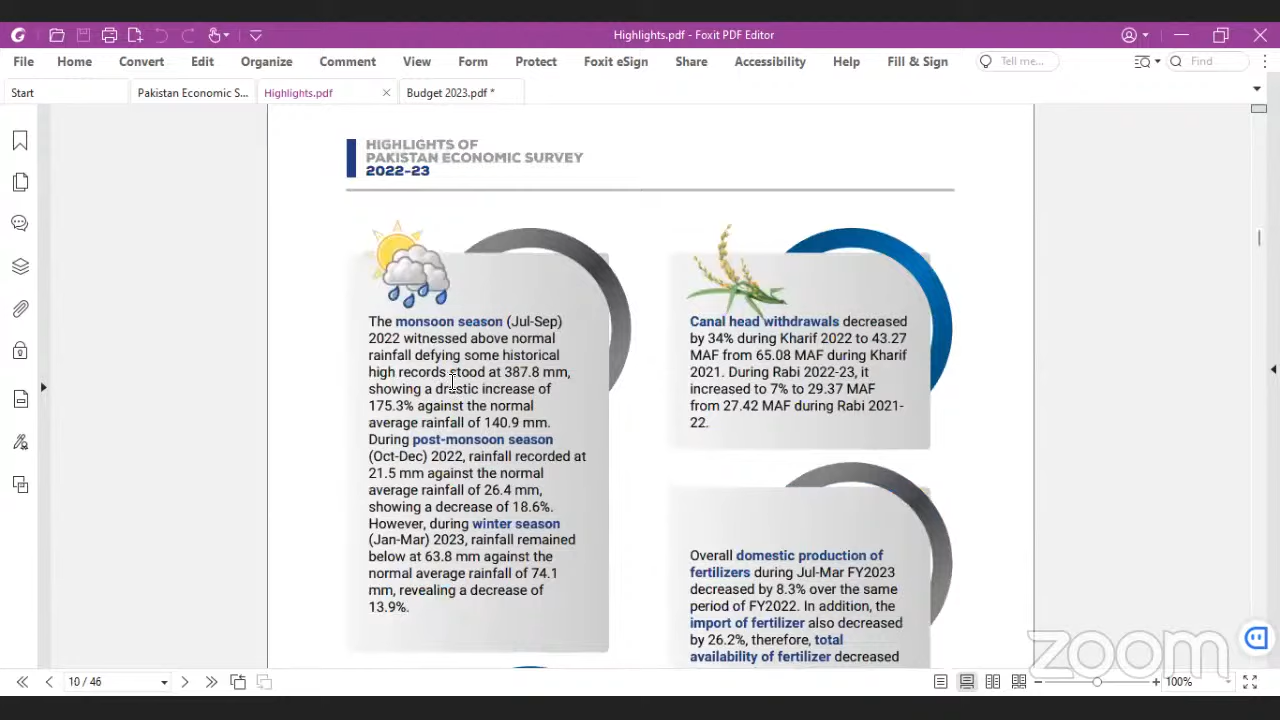 Highlights.pdf - Foxit PDF Editor
File Home Convert Edit Organize Comment View Form Protect Foxit eSign Share Accessibility Help Fill & Sign Tell me... Find
Start Pakistan Economic S... Highlights.pdf Budget 2023.pdf *
HIGHLIGHTS OF
PAKISTAN ECONOMIC SURVEY
2022-23
The monsoon season (Jul-Sep)
2022 witnessed above normal
rainfall defying some historical
high records stood at 387.8 mm,
showing a drastic increase of
175.3% against the normal
average rainfall of 140.9 mm.
During post-monsoon season
(Oct-Dec) 2022, rainfall recorded at
21.5 mm against the normal
average rainfall of 26.4 mm,
showing a decrease of 18.6%.
However, during winter season
(Jan-Mar) 2023, rainfall remained
below at 63.8 mm against the
normal average rainfall of 74.1
mm, revealing a decrease of
13.9%.
Canal head withdrawals decreased
by 34% during Kharif 2022 to 43.27
MAF from 65.08 MAF during Kharif
2021. During Rabi 2022-23, it
increased to 7% to 29.37 MAF
from 27.42 MAF during Rabi 2021-
22.
Overall domestic production of
fertilizers during Jul-Mar FY2023
decreased by 8.3% over the same
period of FY2022. In addition, the
import of fertilizer also decreased
by 26.2%, therefore, total
availability of fertilizer decreased
zoom
10 / 46 100%